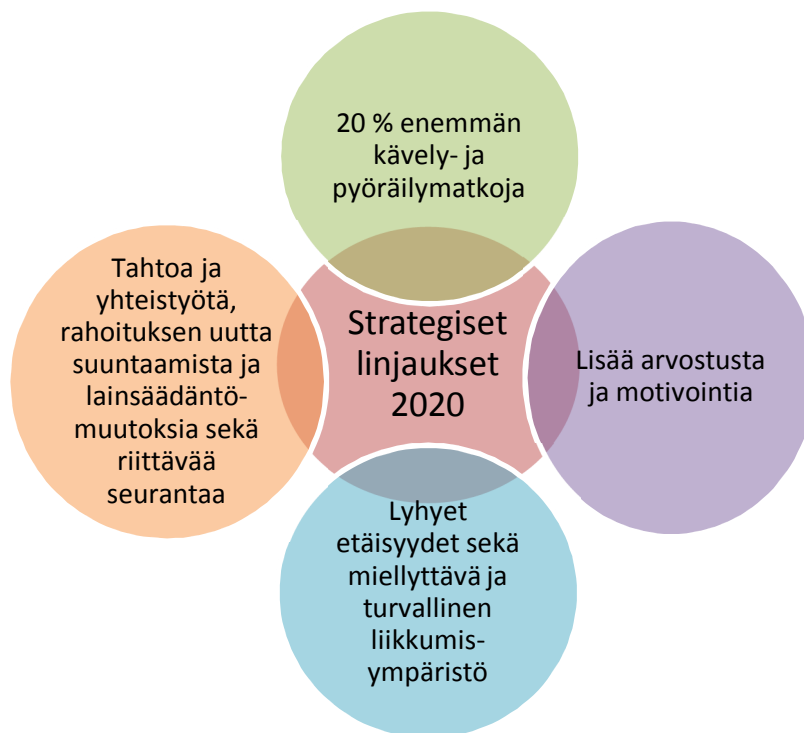 20 % enemmän
kävely- ja
pyöräilymatkoja
Tahtoa ja
yhteistyötä,
rahoituksen uutta
suuntaamista ja
lainsäädäntö-
muutoksia sekä
riittävää
seurantaa
Strategiset
linjaukset
2020
Lisää arvostusta
ja motivointia
Lyhyet
etäisyydet sekä
miellyttävä ja
turvallinen
liikkumis-
ympäristö